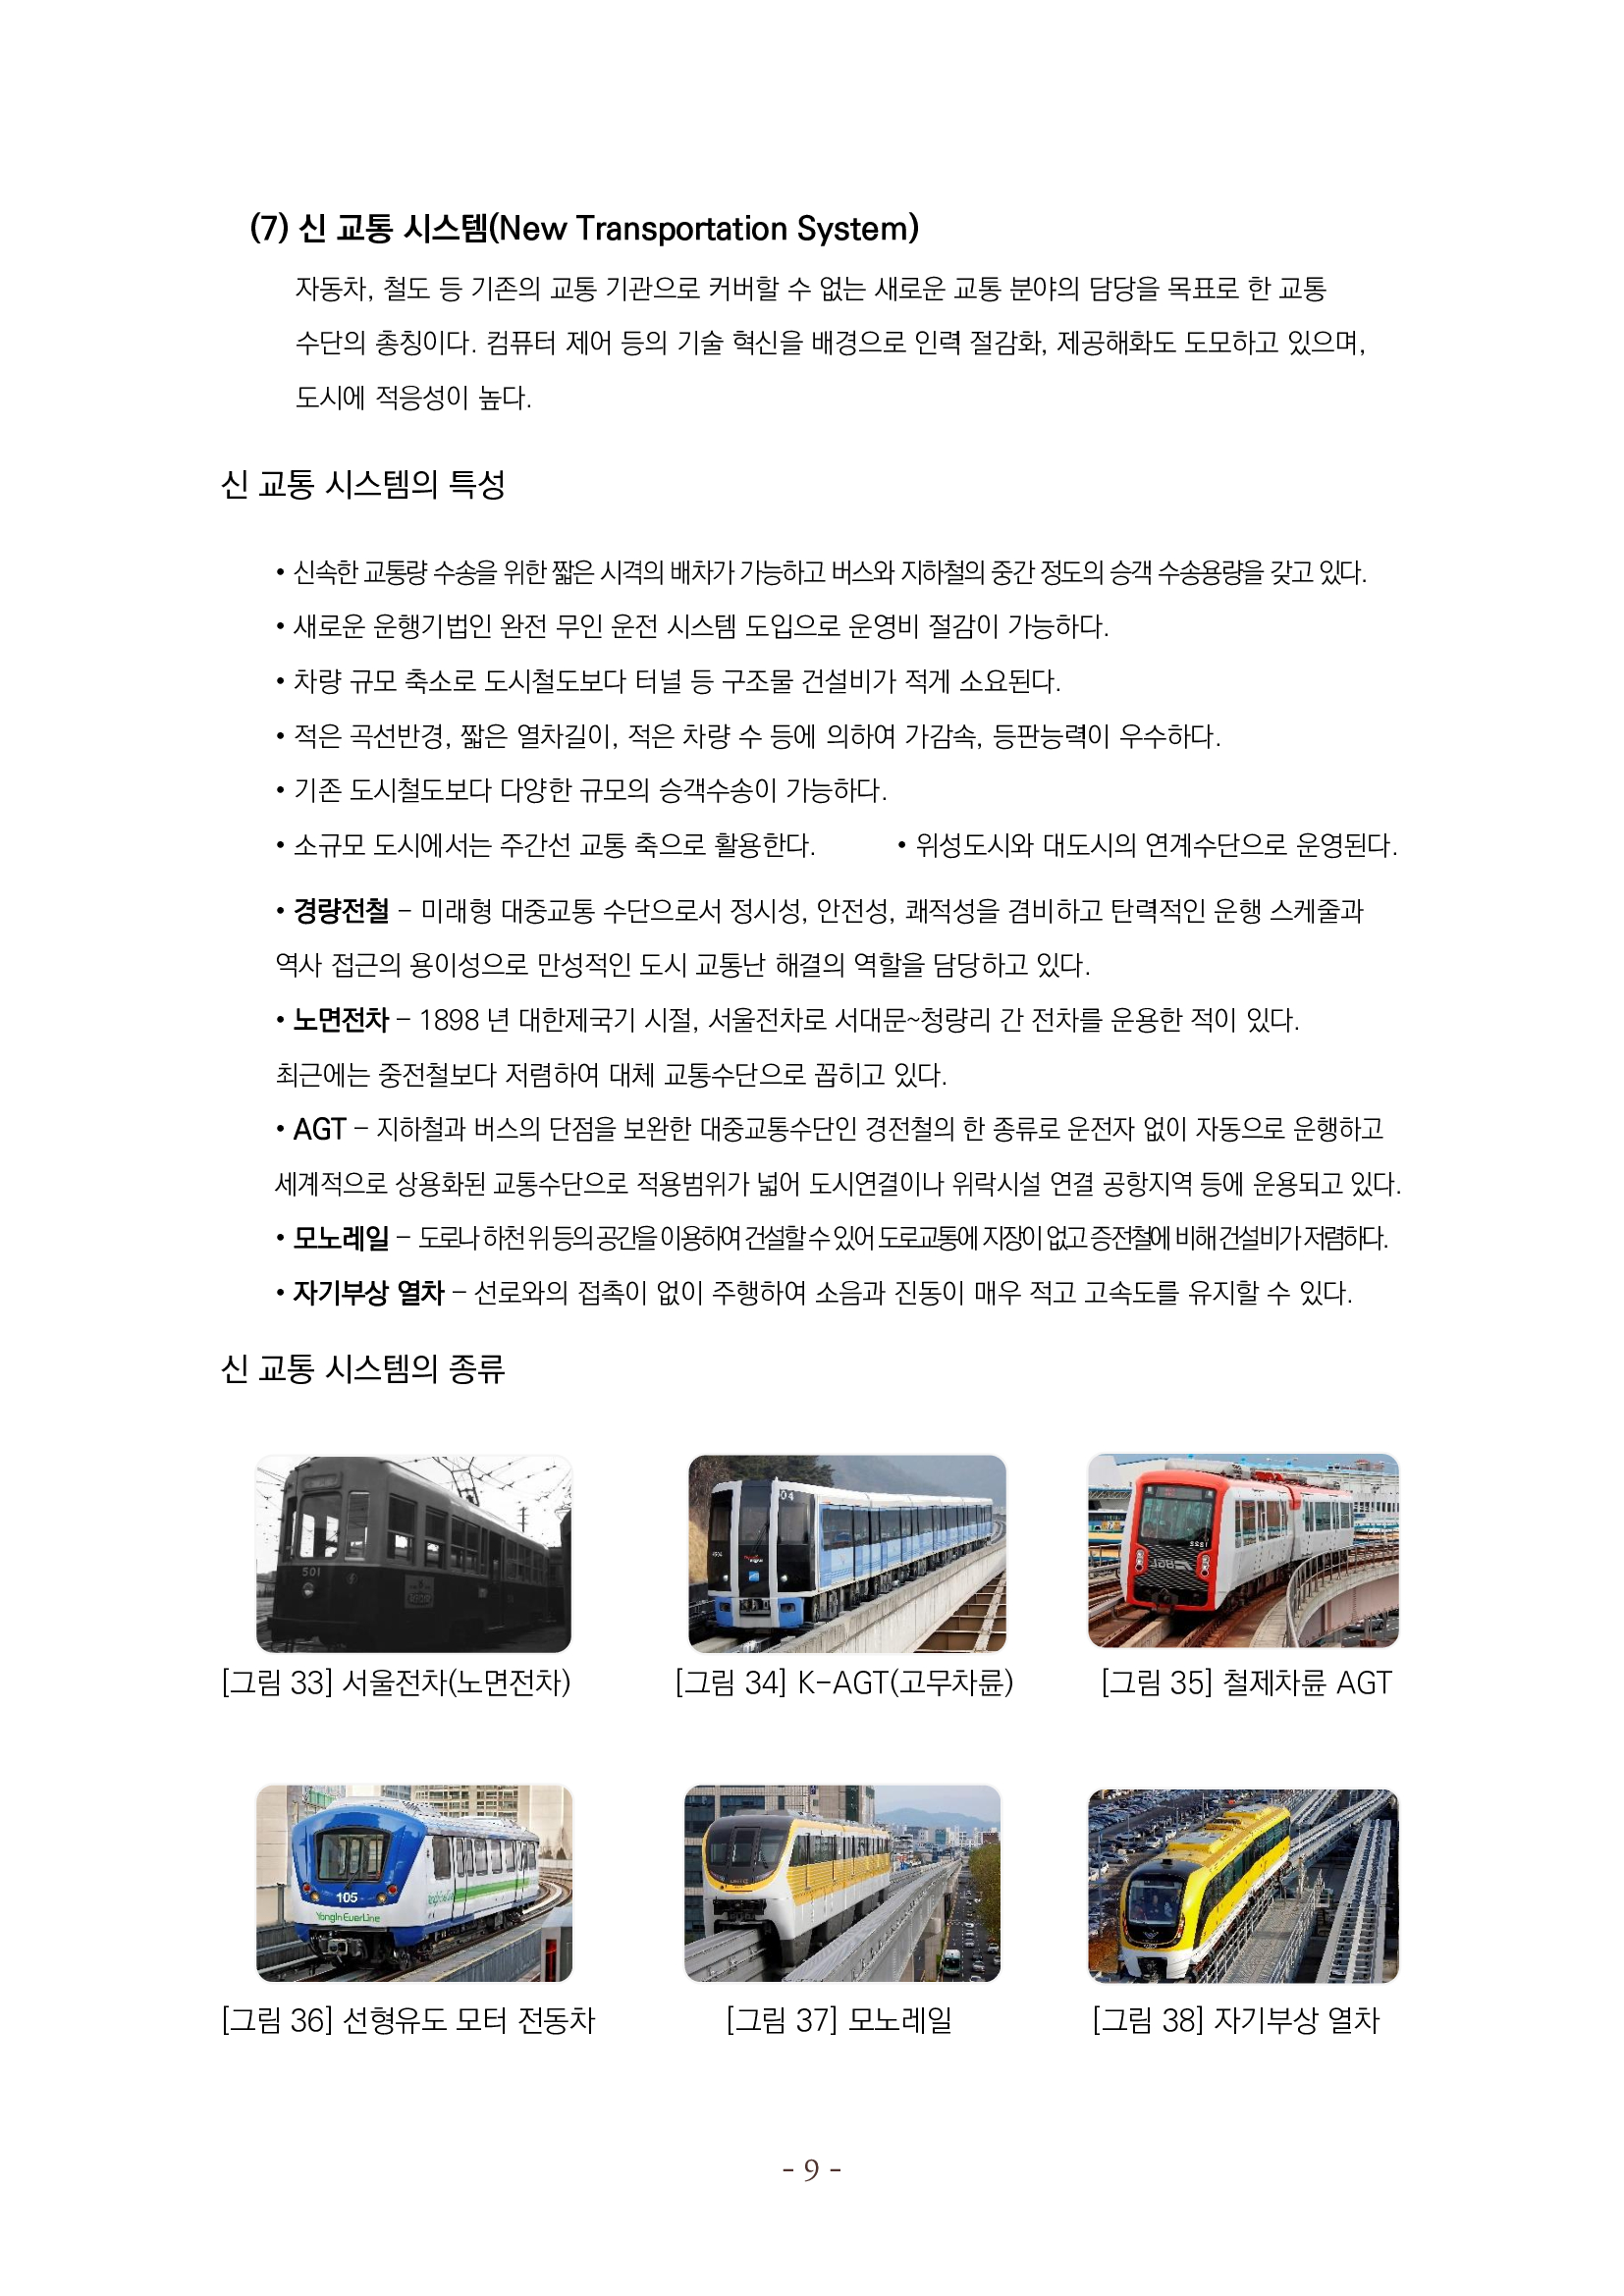 (7) 신 교통 시스템(New Transportation System)
자동차, 철도 등 기존의 교통 기관으로 커버할 수 없는 새로운 교통 분야의 담당을 목표로 한 교통
수단의 총칭이다. 컴퓨터 제어 등의 기술 혁신을 배경으로 인력 절감화, 제공해화도 도모하고 있으며,
도시에 적응성이 높다.
신 교통 시스템의 특성
• 신속한 교통량 수송을 위한 짧은 시격의 배차가 가능하고 버스와 지하철의 중간 정도의 승객 수송용량을 갖고 있다.
• 새로운 운행기법인 완전 무인 운전 시스템 도입으로 운영비 절감이 가능하다.
• 차량 규모 축소로 도시철도보다 터널 등 구조물 건설비가 적게 소요된다.
• 적은 곡선반경, 짧은 열차길이, 적은 차량 수 등에 의하여 가감속, 등판능력이 우수하다.
• 기존 도시철도보다 다양한 규모의 승객수송이 가능하다.
• 소규모 도시에서는 주간선 교통 축으로 활용한다. • 위성도시와 대도시의 연계수단으로 운영된다.
• 경량전철 – 미래형 대중교통 수단으로서 정시성, 안전성, 쾌적성을 겸비하고 탄력적인 운행 스케줄과
역사 접근의 용이성으로 만성적인 도시 교통난 해결의 역할을 담당하고 있다.
• 노면전차 – 1898 년 대한제국기 시절, 서울전차로 서대문~청량리 간 전차를 운용한 적이 있다.
최근에는 중전철보다 저렴하여 대체 교통수단으로 꼽히고 있다.
• AGT – 지하철과 버스의 단점을 보완한 대중교통수단인 경전철의 한 종류로 운전자 없이 자동으로 운행하고
세계적으로 상용화된 교통수단으로 적용범위가 넓어 도시연결이나 위락시설 연결 공항지역 등에 운용되고 있다.
• 모노레일 – 도로나 하천 위 등의 공간을 이용하여 건설할 수 있어 도로교통에 지장이 없고 증전철에 비해 건설비가 저렴하다.
• 자기부상 열차 – 선로와의 접촉이 없이 주행하여 소음과 진동이 매우 적고 고속도를 유지할 수 있다.
신 교통 시스템의 종류
501
04
[그림 33] 서울전차(노면전차)
[그림 34] K-AGT(고무차륜)
[그림 35] 철제차륜 AGT
105
YongIn EverLine
[그림 36] 선형유도 모터 전동차
[그림 37] 모노레일
[그림 38] 자기부상 열차
- 9 -